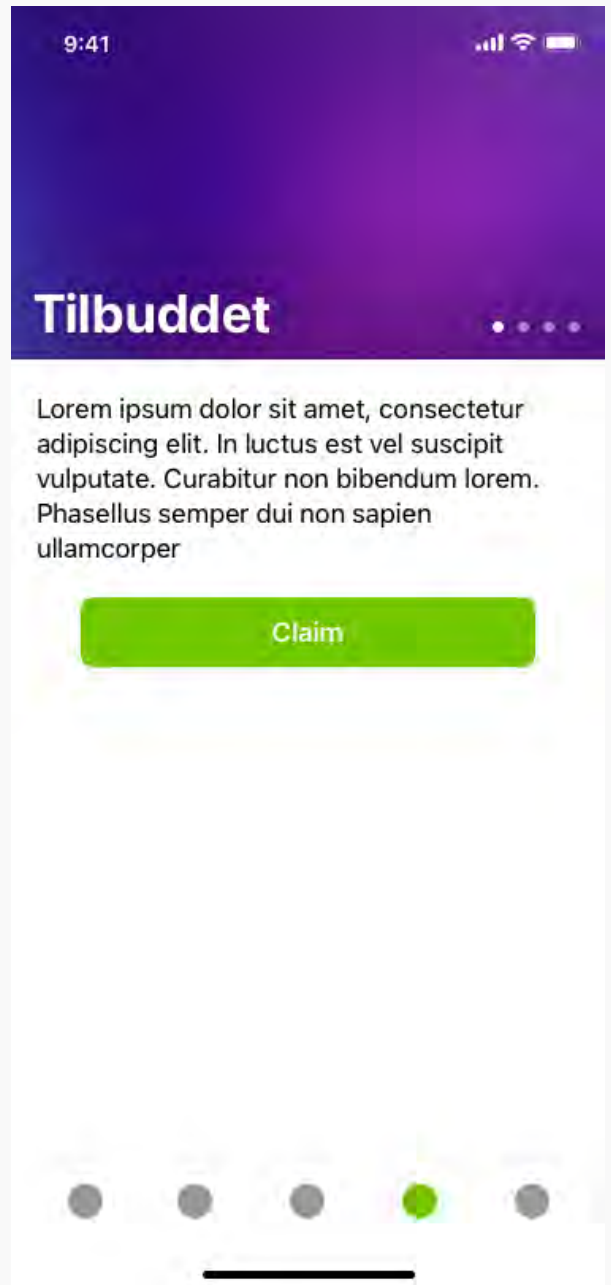 9:41
Tilbuddet
Lorem ipsum dolor sit amet, consectetur
adipiscing elit. In luctus est vel suscipit
vulputate. Curabitur non bibendum lorem.
Phasellus semper dui non sapien
ullamcorper
Claim